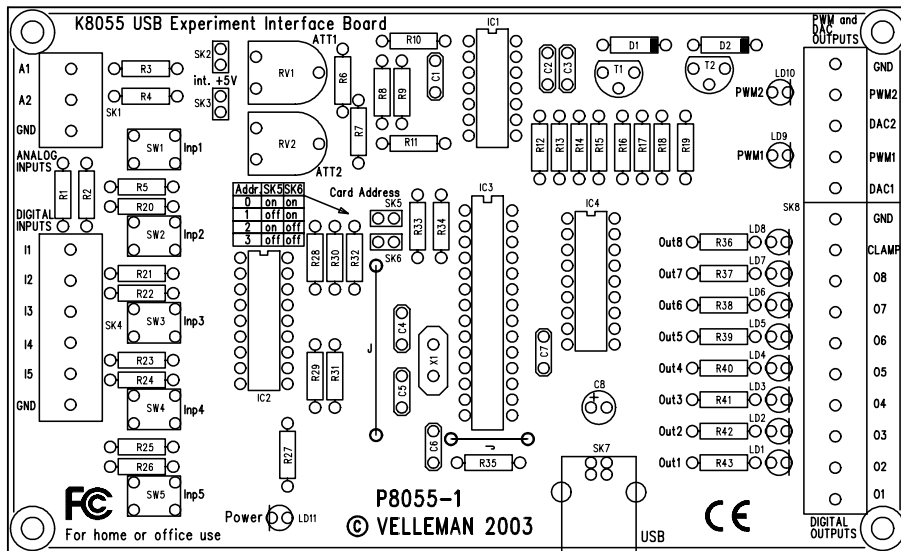 K8055 USB Experiment Interface Board
A1
A2
GND
SK1
ANALOG
INPUTS
DIGITAL
INPUTS
I1
I2
I3
I4
I5
GND
SK4
R1
R2
R3
R4
SW1
Inp1
R5
R20
SW2
Inp2
R21
R22
SW3
Inp3
R23
R24
SW4
Inp4
R25
R26
SW5
Inp5
FC
For home or office use
SK2
int. +5V
SK3
RV1
ATT1
RV2
ATT2
R6
R7
R8
R9
R10
R11
C1
IC1
C2
C3
D1
D2
T1
T2
R12
R13
R14
R15
R16
R17
R18
R19
Addr. SK5 SK6
0 on on
1 off on
2 on off
3 off off
Card Address
SK5
SK6
R28
R30
R32
R33
R34
IC3
IC4
IC2
R29
R31
R27
J
C4
C5
X1
C6
J
R35
C7
C8
SK7
USB
Power
LD11
P8055-1
© VELLEMAN 2003
CE
PWM and
DAC
OUTPUTS
LD10
PWM2
LD9
PWM1
GND
PWM2
DAC2
PWM1
DAC1
SK8
GND
CLAMP
O8
O7
O6
O5
O4
O3
O2
O1
DIGITAL
OUTPUTS
Out8 R36 LD8
Out7 R37 LD7
Out6 R38 LD6
Out5 R39 LD5
Out4 R40 LD4
Out3 R41 LD3
Out2 R42 LD2
Out1 R43 LD1